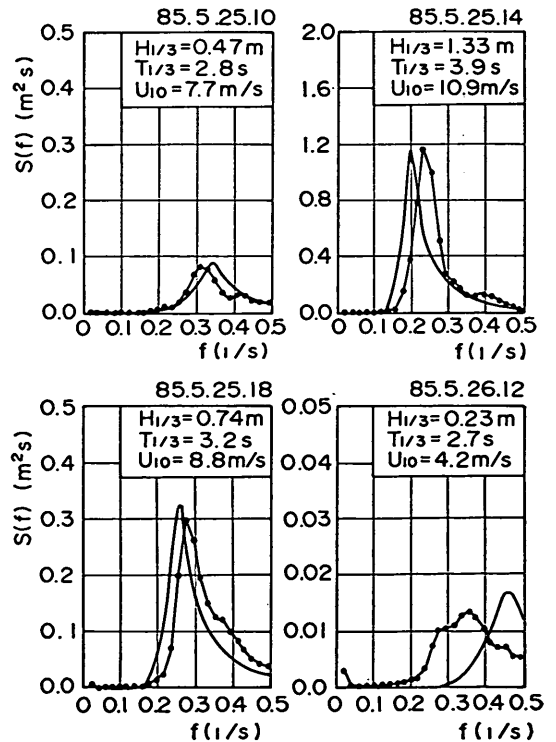 85.5.25.10
H1/3=0.47m
T1/3=2.8s
U10=7.7m/s
S(f) (m²s)
0.5
0.4
0.3
0.2
0.1
0.0
0 0.1 0.2 0.3 0.4 0.5
f(1/s)
85.5.25.14
H1/3=1.33m
T1/3=3.9s
U10=10.9m/s
2.0
1.6
1.2
0.8
0.4
0.0
0 0.1 0.2 0.3 0.4 0.5
f(1/s)
85.5.25.18
H1/3=0.74m
T1/3=3.2s
U10=8.8m/s
S(f) (m²s)
0.5
0.4
0.3
0.2
0.1
0.0
0 0.1 0.2 0.3 0.4 0.5
f(1/s)
85.5.26.12
H1/3=0.23m
T1/3=2.7s
U10=4.2m/s
0.05
0.04
0.03
0.02
0.01
0.0
0 0.1 0.2 0.3 0.4 0.5
f(1/s)